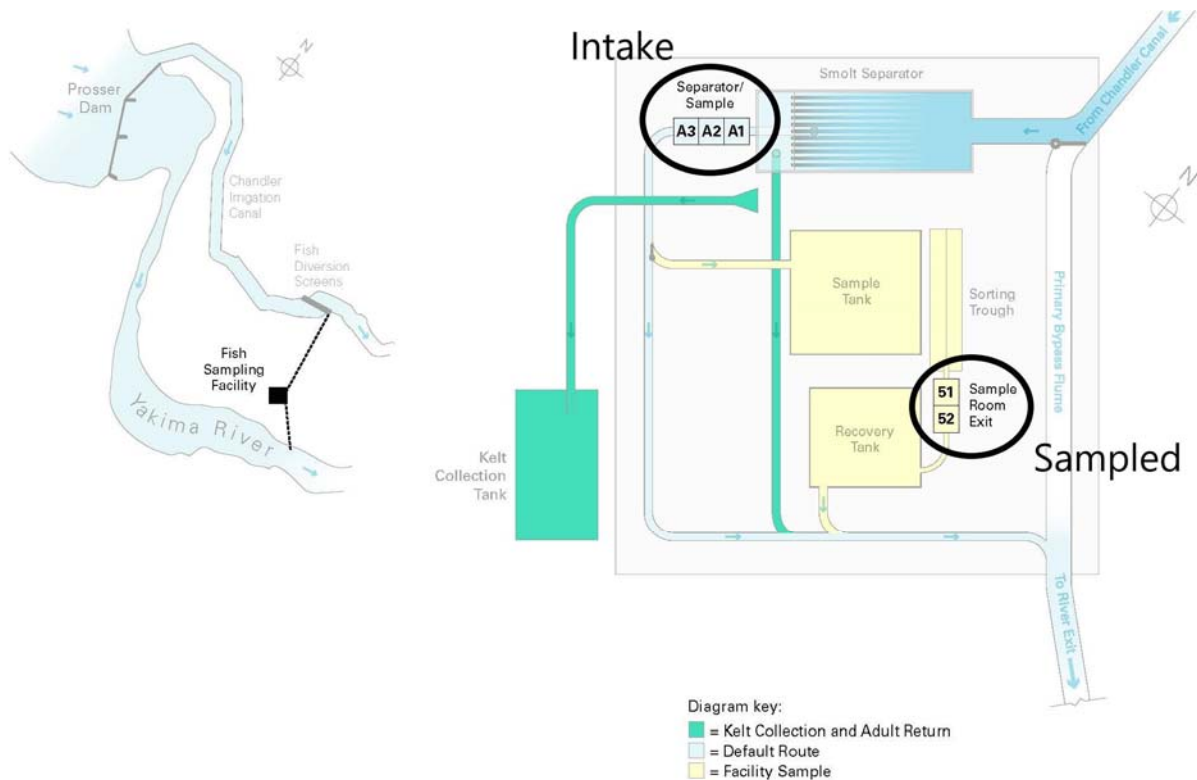 Intake
Sampled
N
Prosser
Dam
Chandler
Irrigation
Canal
Fish
Diversion
Screens
Fish
Sampling
Facility
Yakima River
Separator/
Sample
A3 A2 A1
Smolt Separator
From Chandler Canal
N
Sample
Tank
Sorting
Trough
Primary Bypass Flume
51
52
Sample
Room
Exit
Recovery
Tank
Kelt
Collection
Tank
To River Exit
Diagram key:
= Kelt Collection and Adult Return
= Default Route
= Facility Sample